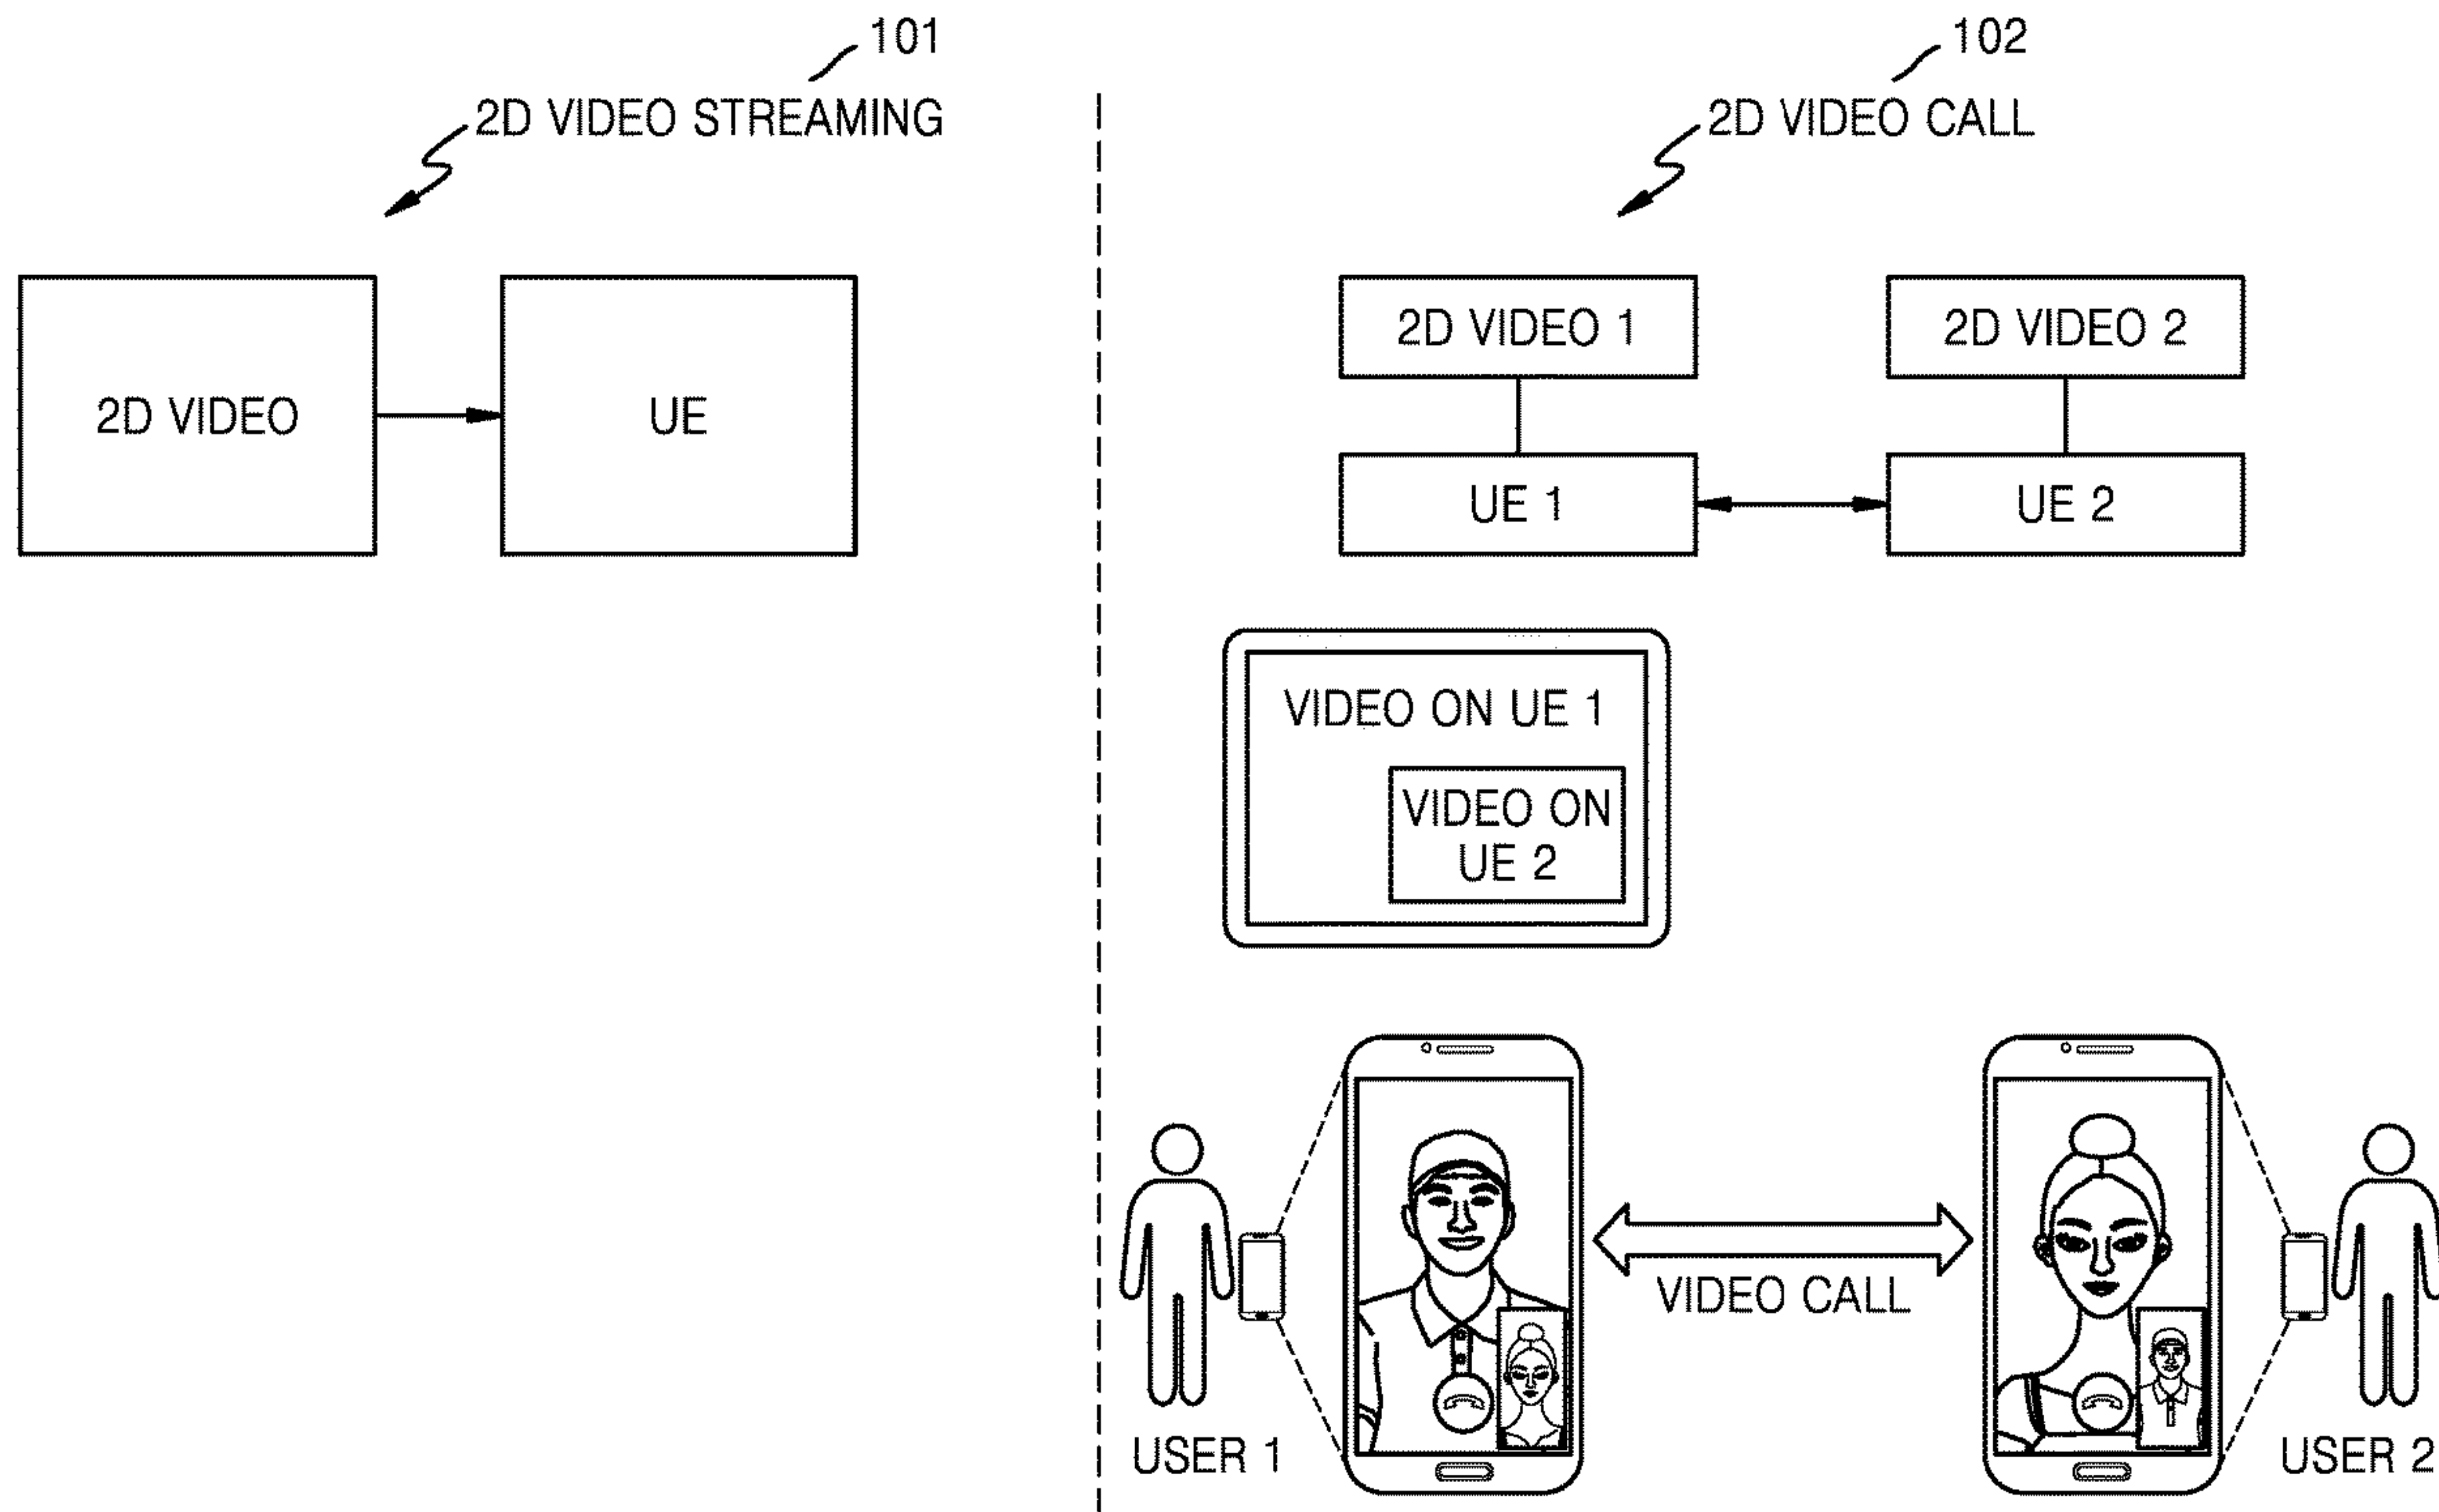 101
2D VIDEO STREAMING
2D VIDEO
UE
102
2D VIDEO CALL
2D VIDEO 1
2D VIDEO 2
UE 1
UE 2
VIDEO ON UE 1
VIDEO ON
UE 2
VIDEO CALL
USER 1
USER 2